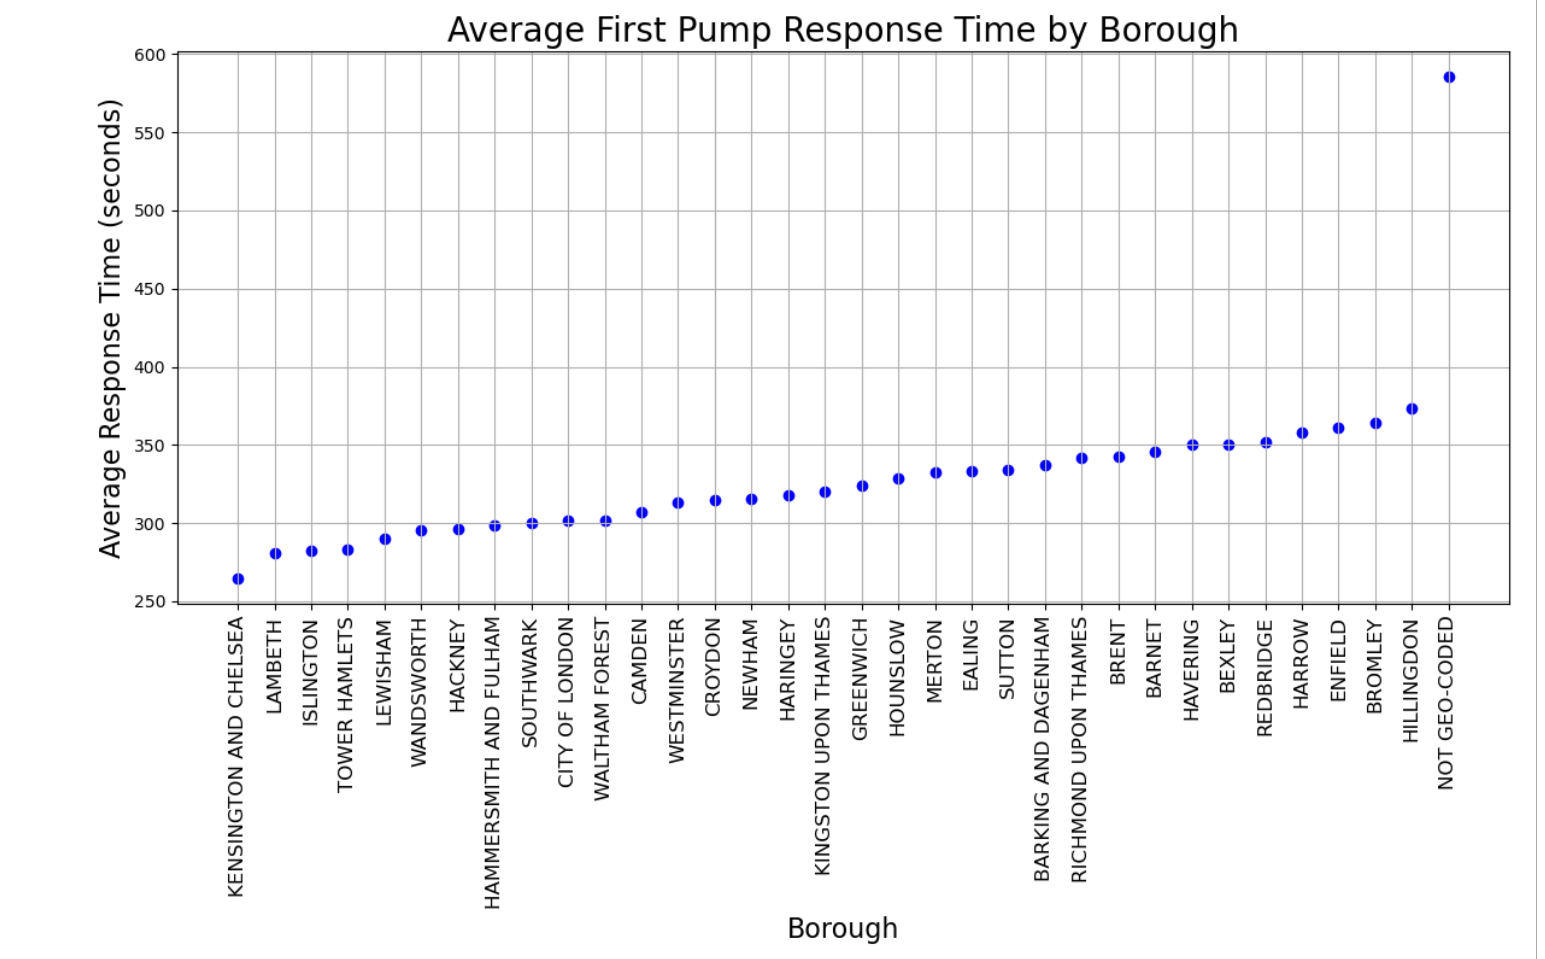 Average First Pump Response Time by Borough
Average Response Time (seconds)
600
550
500
450
400
350
300
250
KENSINGTON AND CHELSEA
LAMBETH
ISLINGTON
TOWER HAMLETS
LEWISHAM
WANDSWORTH
HACKNEY
HAMMERSMITH AND FULHAM
SOUTHWARK
CITY OF LONDON
WALTHAM FOREST
CAMDEN
WESTMINSTER
CROYDON
NEWHAM
HARINGEY
KINGSTON UPON THAMES
GREENWICH
HOUNSLOW
MERTON
EALING
SUTTON
BARKING AND DAGENHAM
RICHMOND UPON THAMES
BRENT
BARNET
HAVERING
BEXLEY
REDBRIDGE
HARROW
ENFIELD
BROMLEY
HILLINGDON
NOT GEO-CODED
Borough